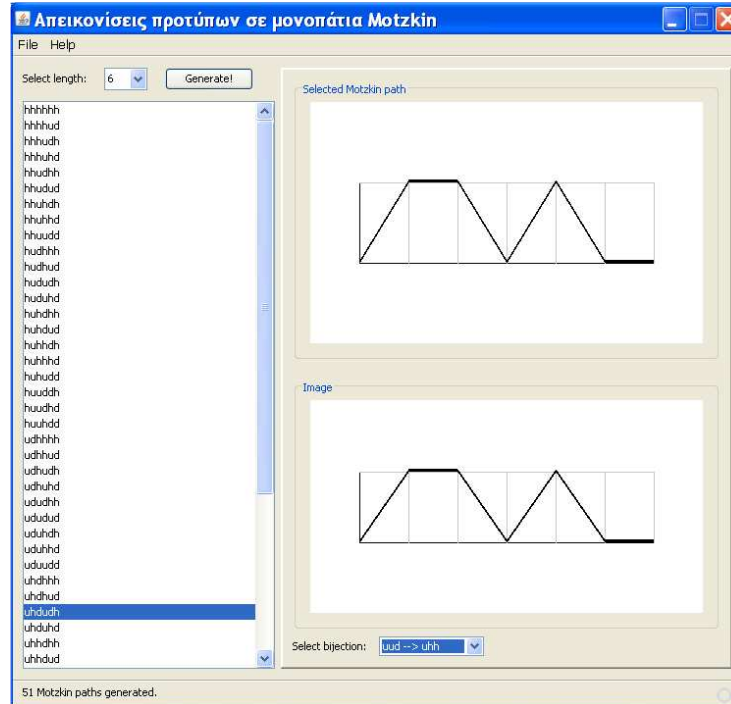 Απεικονίσεις προτύπων σε μονοπάτια Motzkin
File Help
Select length: 6 Generate!
hhhhhh
hhhhud
hhhudh
hhhuhd
hhudhh
hhudud
hhuhdh
hhuhhd
hhuudd
hudhhh
hudhud
hududh
huduhd
huhdhh
huhdud
huhhdh
huhhhd
huhudd
huuddh
huudhd
huuhdd
udhhhh
udhhud
udhudh
udhuhd
ududhh
ududud
uduhdh
uduhhd
uduudd
uhdhhh
uhdhud
uhdudh
uhduhd
uhhdhh
uhhdud
Selected Motzkin path
Image
Select bijection: uud --> uhh
51 Motzkin paths generated.